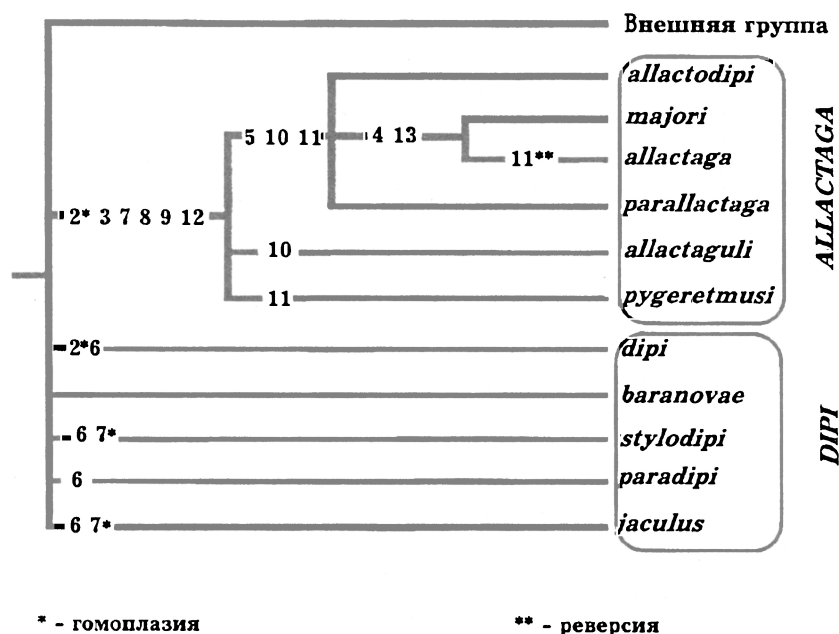 Внешняя группа
allactodipi
majori
5 10 11 4 13
11** allactaga
2* 3 7 8 9 12 parallactaga
10 allactaguli
11 pygeretmusi
ALLACTAGA
2*6 dipi
baranovae
6 7* stylodipi
6 paradipi
6 7* jaculus
DIPI
* - гомоплазия ** - реверсия